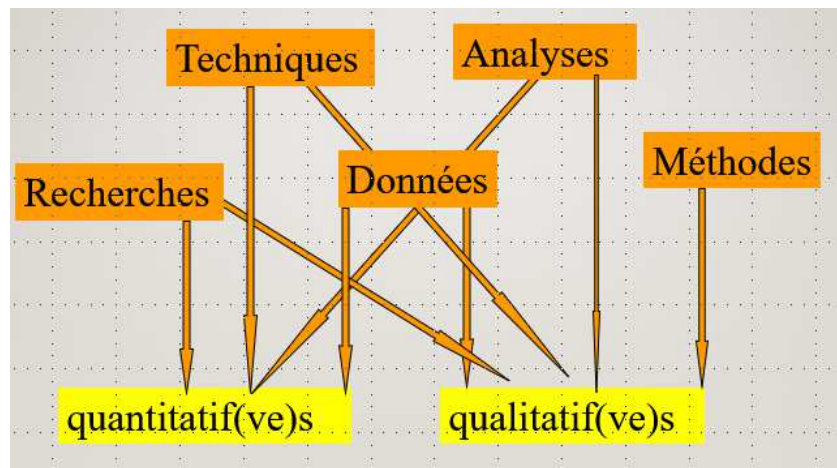 Techniques
Analyses
Recherches
Données
Méthodes
quantitatif(ve)s
qualitatif(ve)s